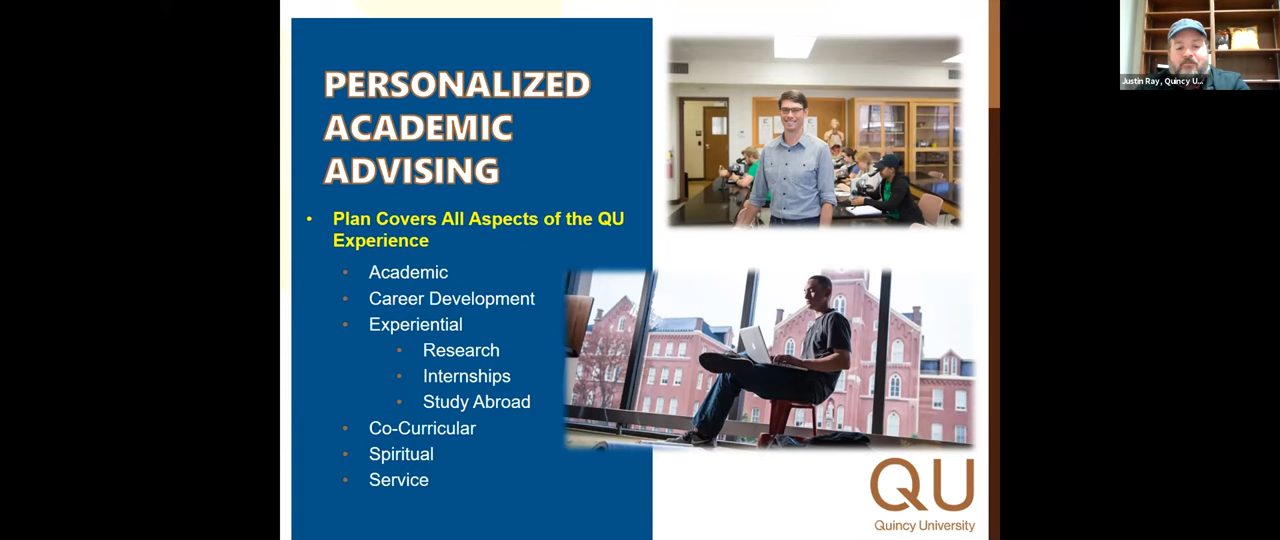 PERSONALIZED
ACADEMIC
ADVISING
• Plan Covers All Aspects of the QU
Experience
• Academic
• Career Development
• Experiential
• Research
• Internships
• Study Abroad
• Co-Curricular
• Spiritual
• Service
QU
Quincy University
Justin Ray, Quincy U...